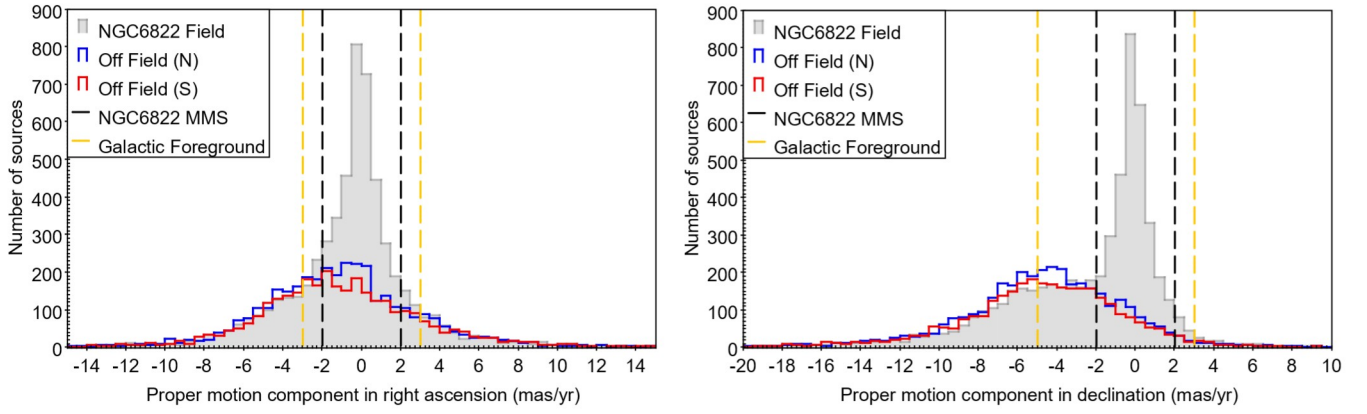 900
800
700
600
500
400
300
200
100
0
Number of sources
NGC6822 Field
Off Field (N)
Off Field (S)
NGC6822 MMS
Galactic Foreground
-14 -12 -10 -8 -6 -4 -2 0 2 4 6 8 10 12 14
Proper motion component in right ascension (mas/yr)
900
800
700
600
500
400
300
200
100
0
Number of sources
NGC6822 Field
Off Field (N)
Off Field (S)
NGC6822 MMS
Galactic Foreground
-20 -18 -16 -14 -12 -10 -8 -6 -4 -2 0 2 4 6 8 10
Proper motion component in declination (mas/yr)